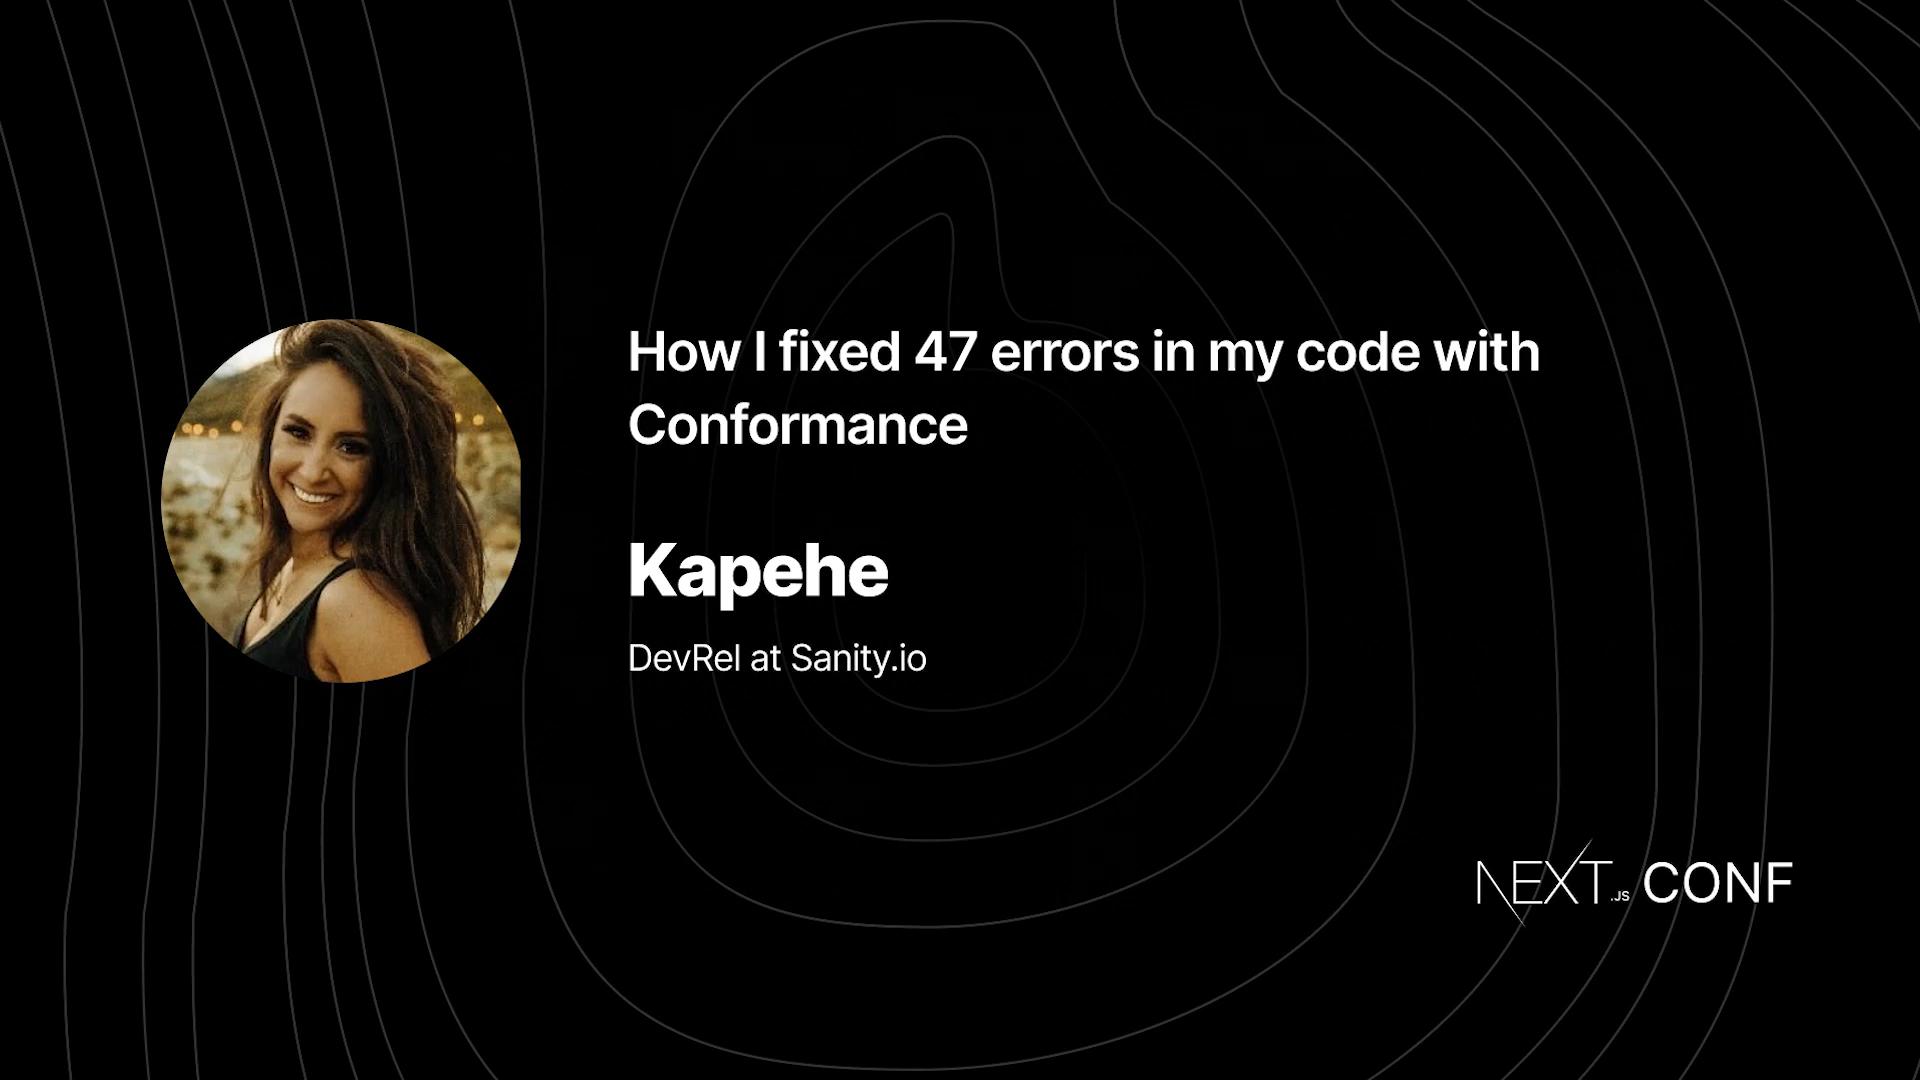 How I fixed 47 errors in my code with
Conformance
Kapehe
DevRel at Sanity.io
NEXT.JS CONF